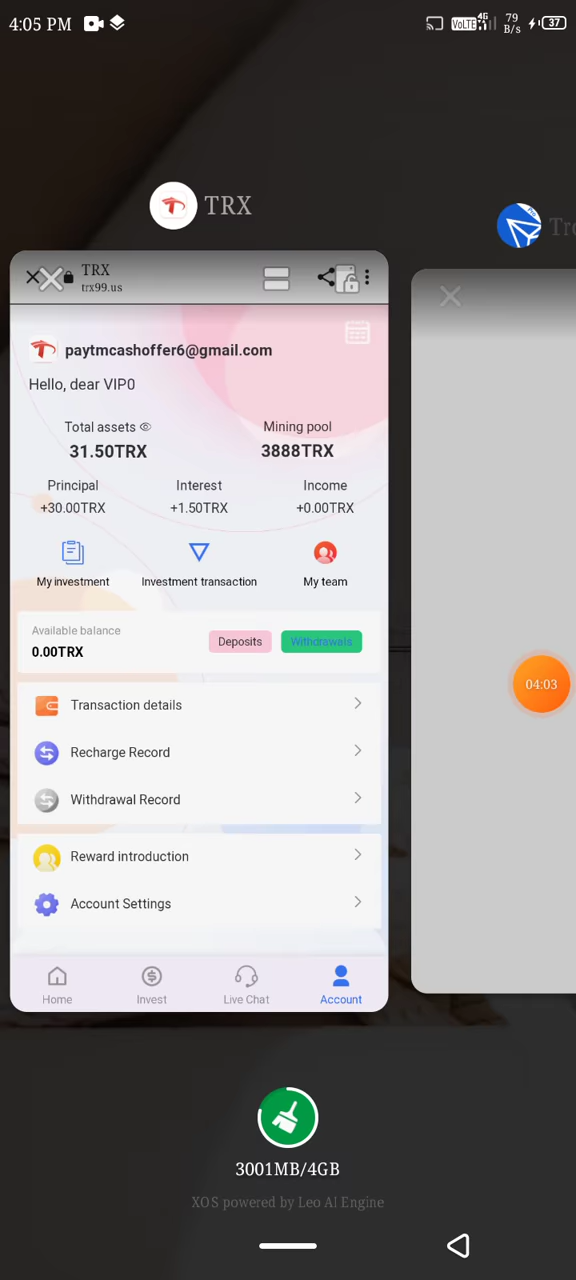 4:05 PM
VoLTE 4G 79 B/s 37
TRX
TRX
trx99.us
paytmcashoffer6@gmail.com
Hello, dear VIP0
Total assets Mining pool
31.50TRX 3888TRX
Principal Interest Income
+30.00TRX +1.50TRX +0.00TRX
My investment Investment transaction My team
Available balance
0.00TRX
Deposits Withdrawals
04:03
Transaction details
Recharge Record
Withdrawal Record
Reward introduction
Account Settings
Home Invest Live Chat Account
3001MB/4GB
XOS powered by Leo AI Engine